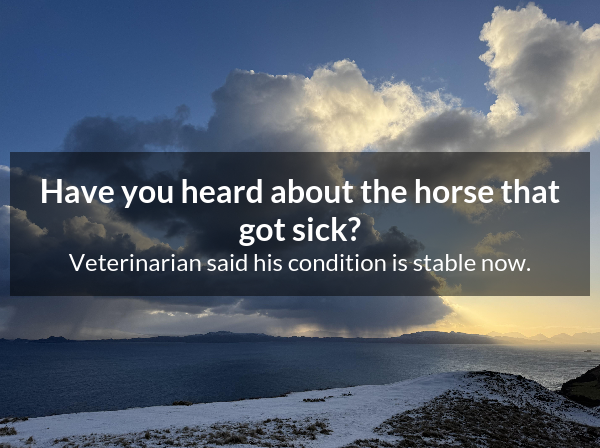 Have you heard about the horse that
got sick?
Veterinarian said his condition is stable now.